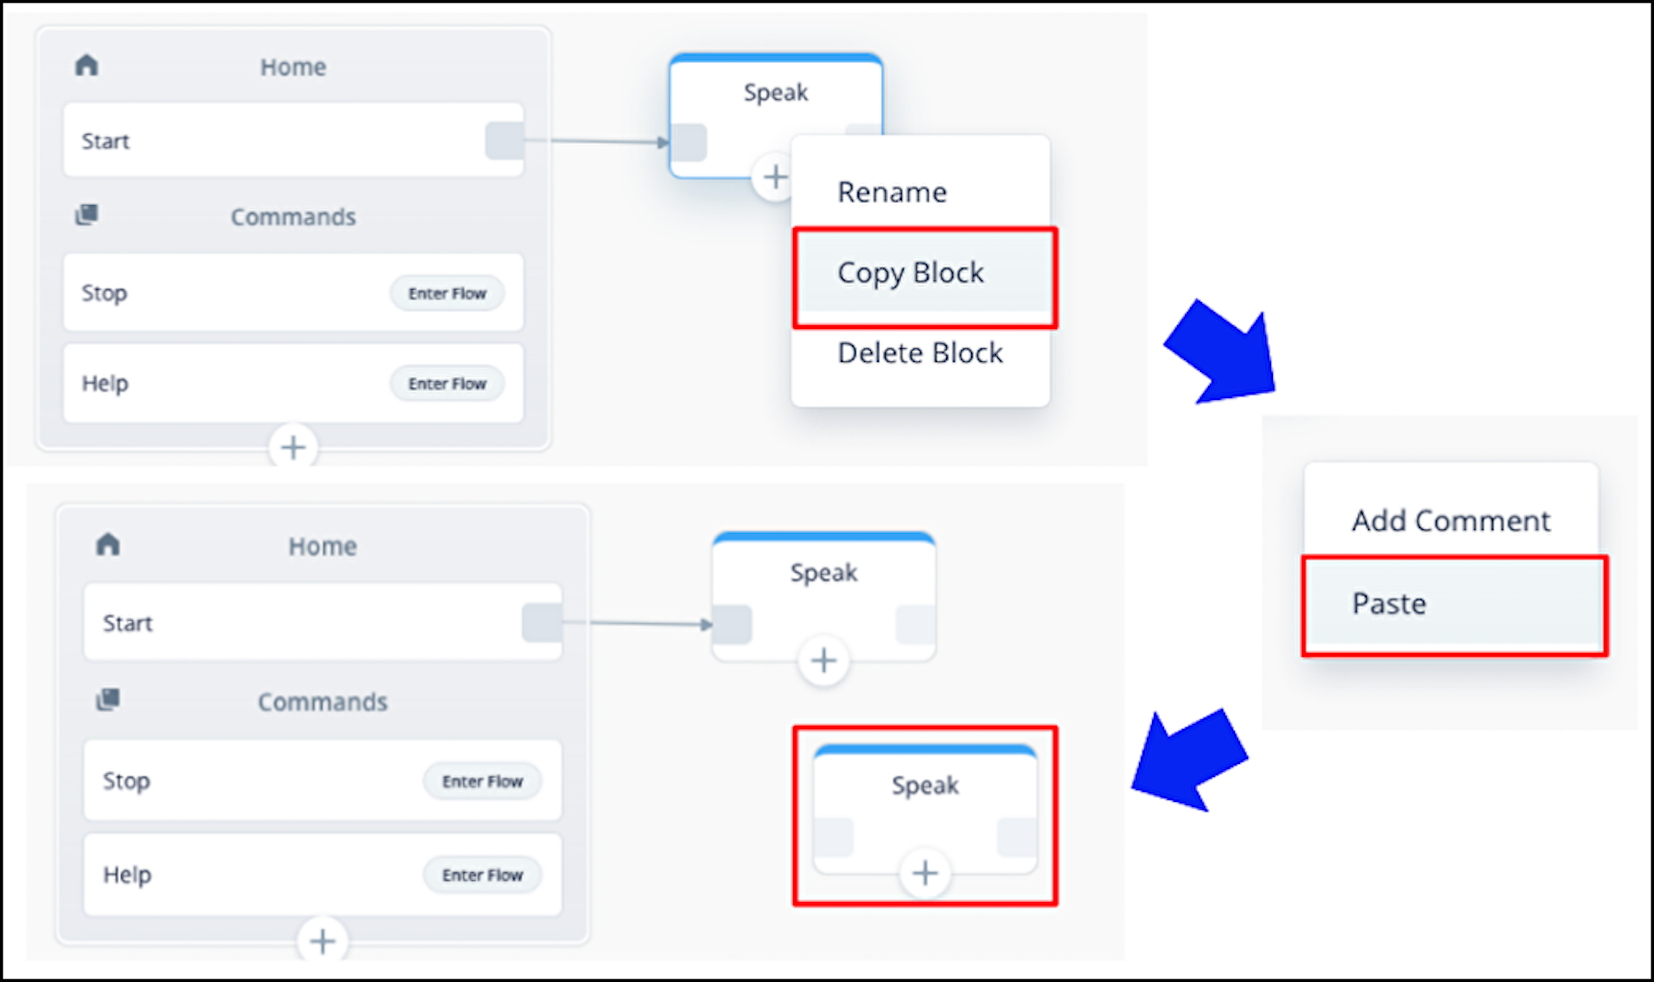 Home
Start
Commands
Stop
Enter Flow
Help
Enter Flow
Speak
Rename
Copy Block
Delete Block
Add Comment
Paste
Home
Start
Commands
Stop
Enter Flow
Help
Enter Flow
Speak
Speak